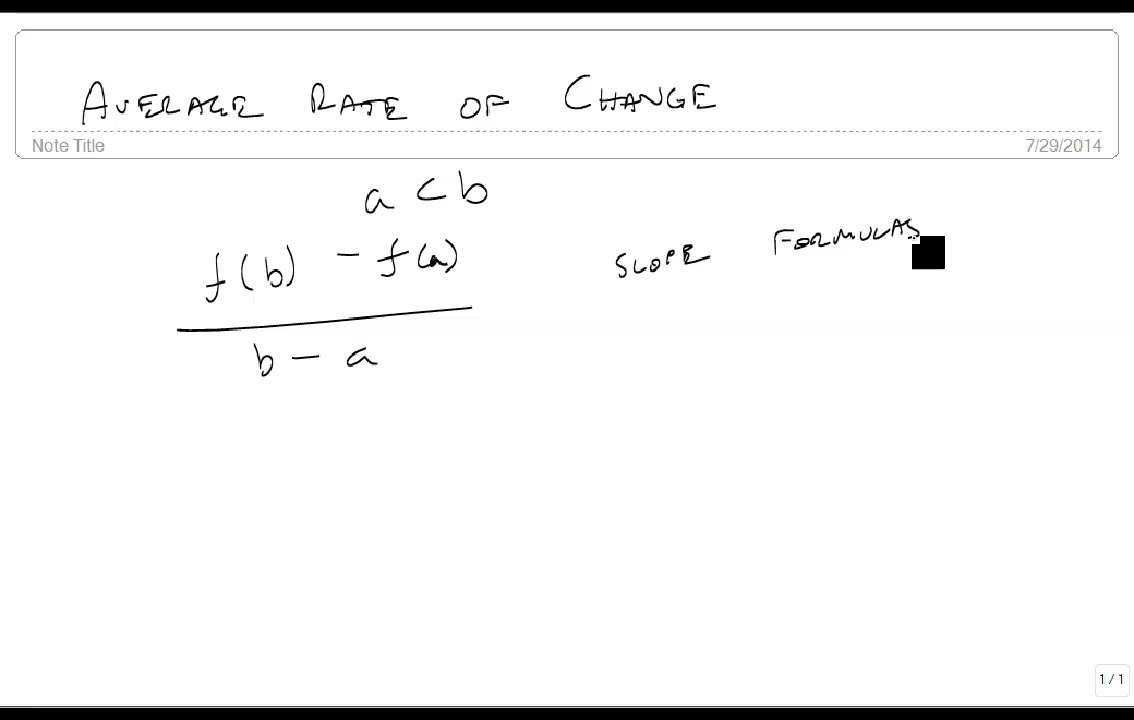 AVERAGE RATE OF CHANGE
Note Title 7/29/2014
a < b
f(b) - f(a) SLOPE FORMULAS
b - a
1 / 1